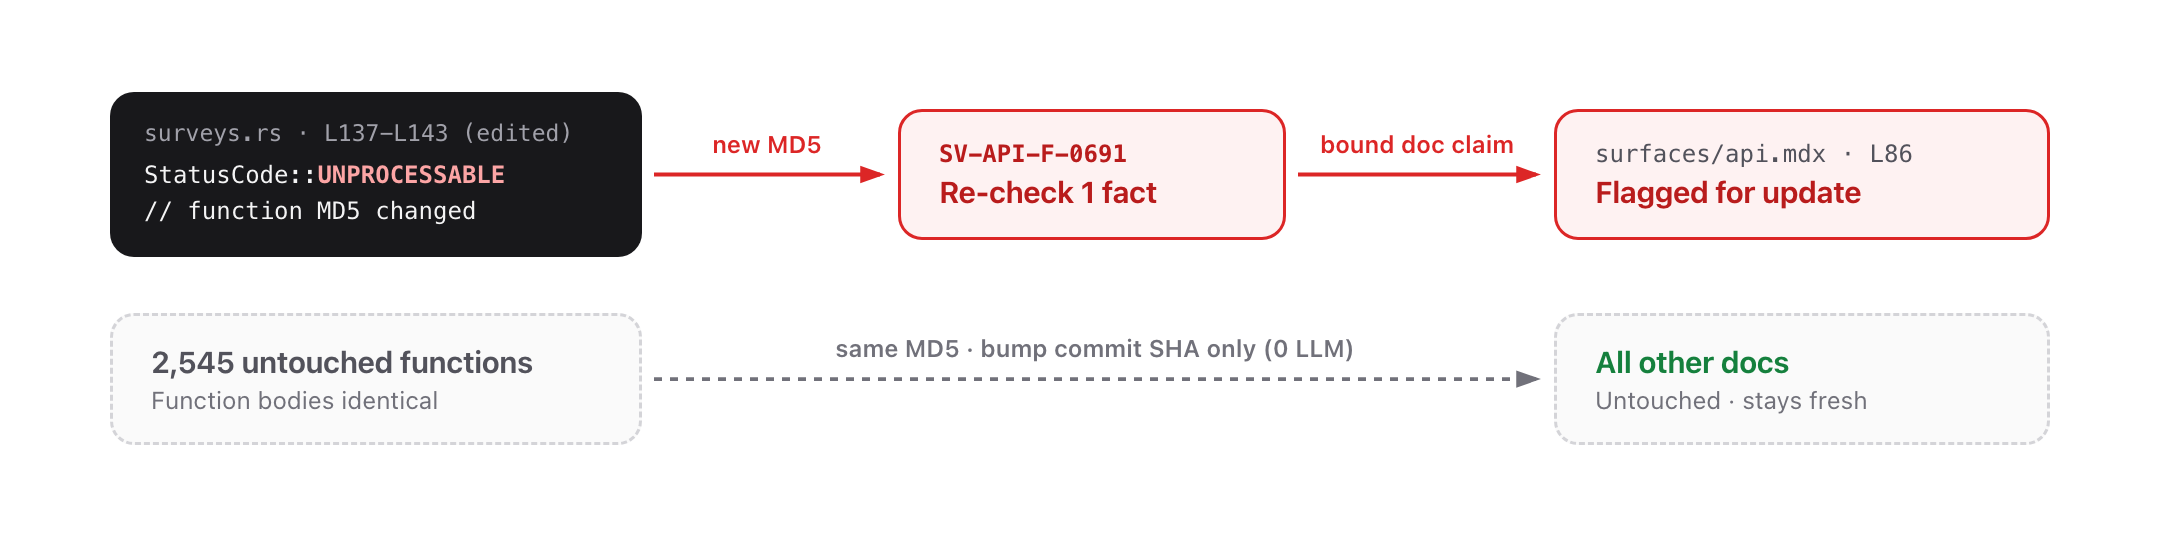 surveys.rs · L137–L143 (edited)
StatusCode::UNPROCESSABLE
// function MD5 changed
new MD5
SV–API–F–0691
Re-check 1 fact
bound doc claim
surfaces/api.mdx · L86
Flagged for update
2,545 untouched functions
Function bodies identical
same MD5 · bump commit SHA only (0 LLM)
All other docs
Untouched · stays fresh